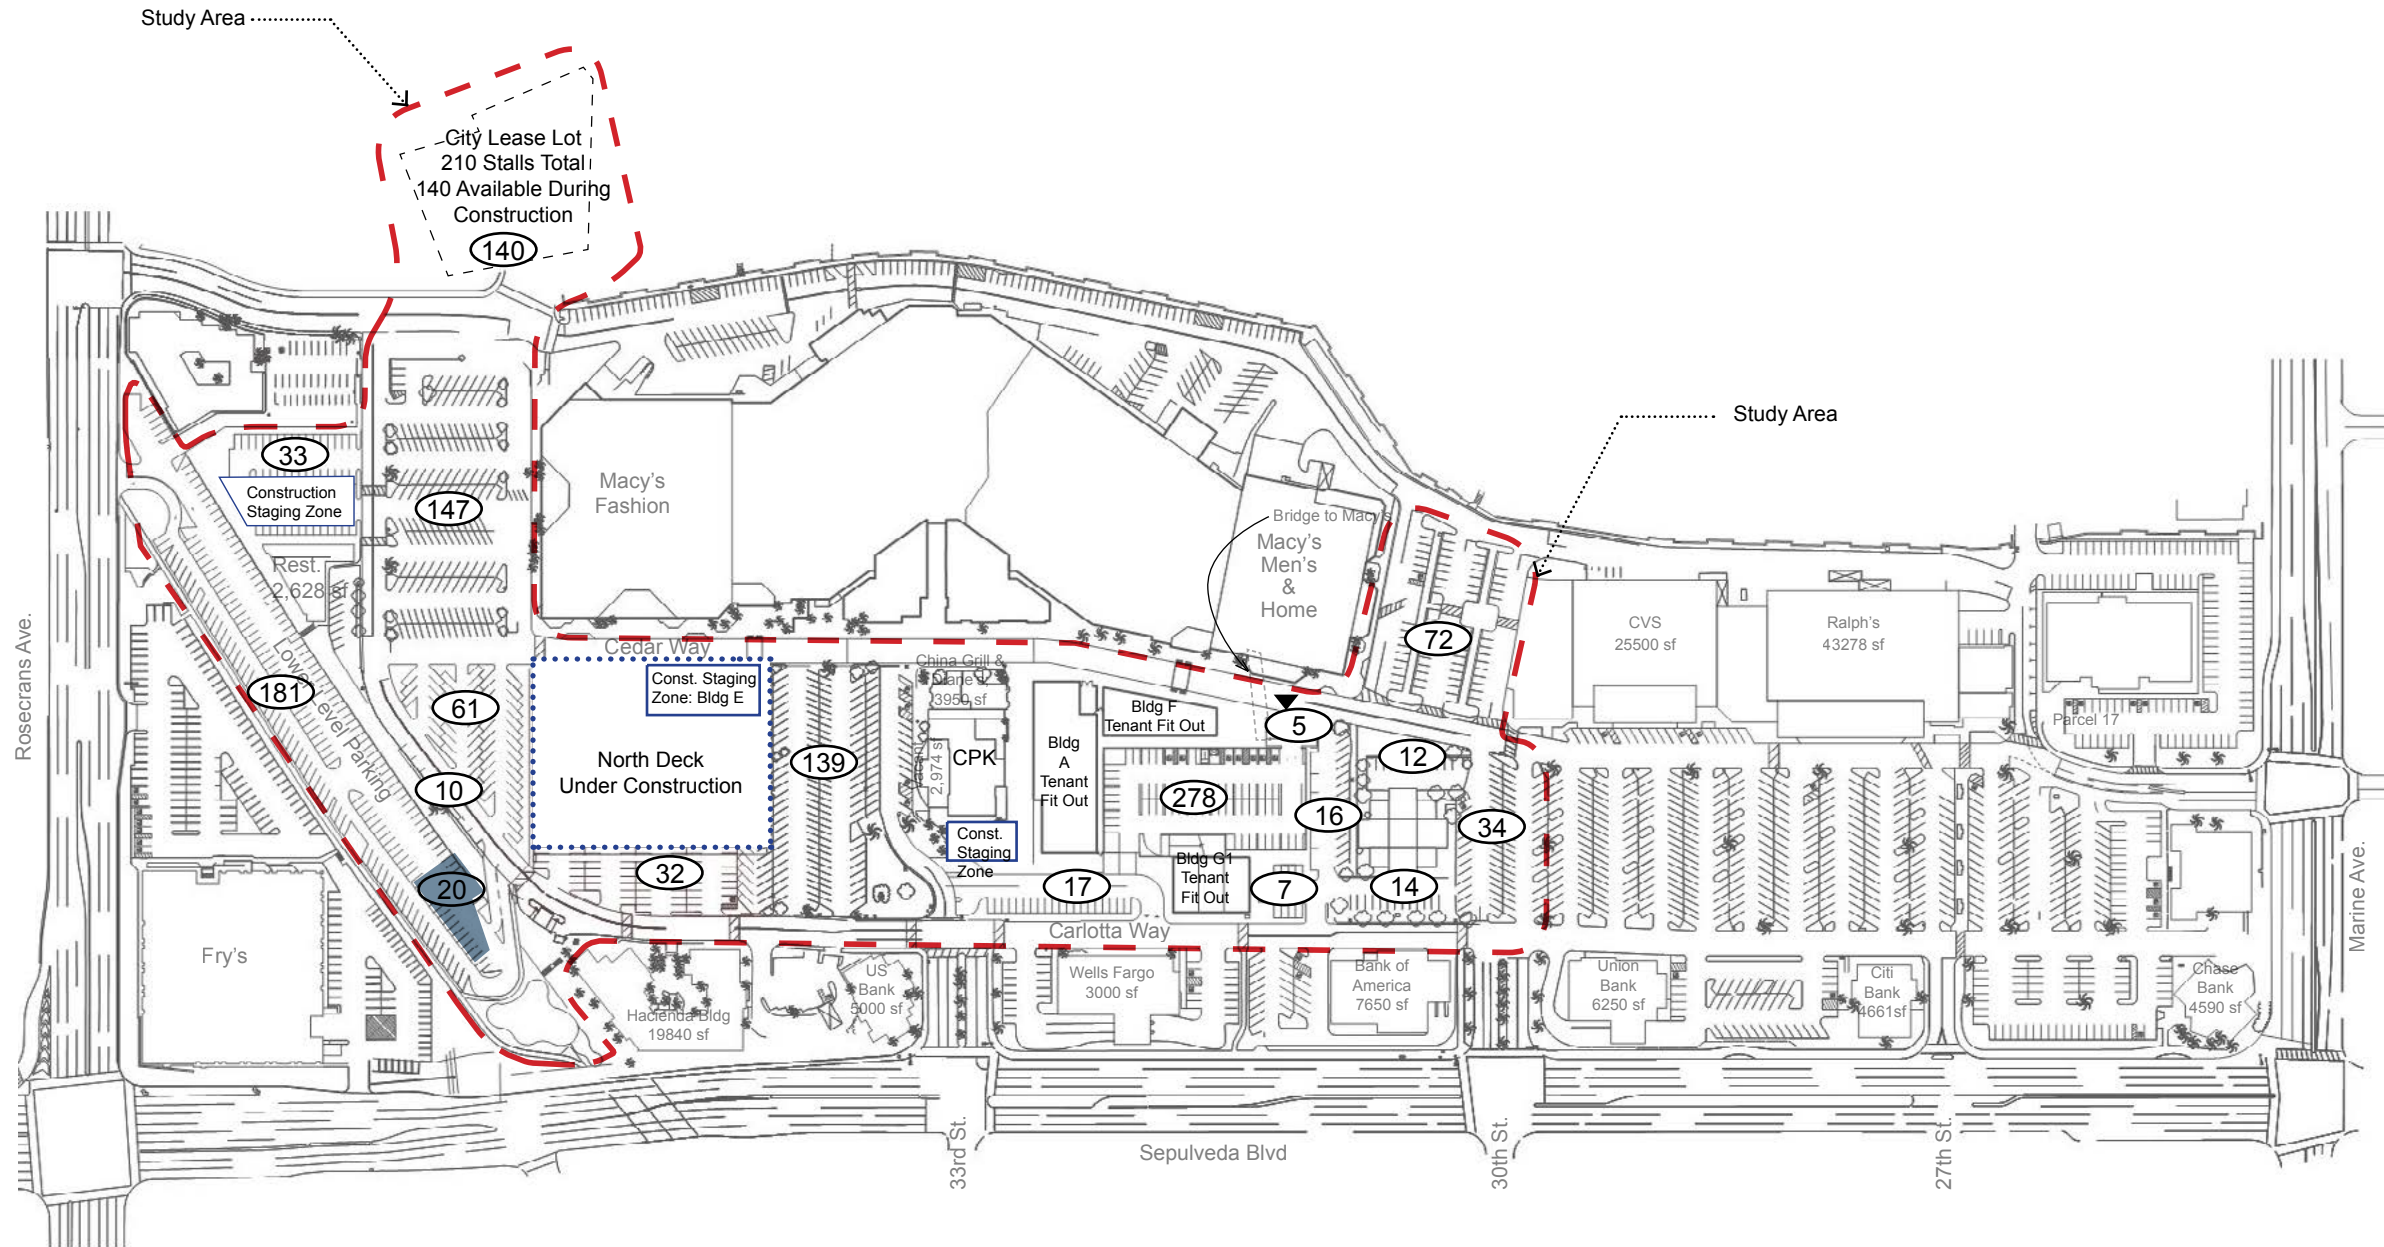 Study Area
City Lease Lot
210 Stalls Total
140 Available During
Construction
140
Study Area
33
Construction
Staging Zone
147
Macy's
Fashion
Bridge to Macy's
Macy's
Men's
&
Home
Rest.
2,628 sf
72
CVS
25500 sf
Ralph's
43278 sf
Rosecrans Ave.
Cedar Way
Low Level Parking
181
61
Const. Staging
Zone: Bldg E
China Grill &
Diane's
3950 sf
Bldg F
Tenant Fit Out
5
Parcel 17
North Deck
Under Construction
139
Vacant
2,974 sf
CPK
Bldg
A
Tenant
Fit Out
12
10
278
16
34
Const.
Staging
Zone
32
20
17
Bldg G1
Tenant
Fit Out
7
14
Marine Ave.
Carlotta Way
Fry's
US
Bank
5000 sf
Wells Fargo
3000 sf
Bank of
America
7650 sf
Union
Bank
6250 sf
Citi
Bank
4661sf
Chase
Bank
4590 sf
Hacienda Bldg
19840 sf
33rd St.
Sepulveda Blvd
30th St.
27th St.